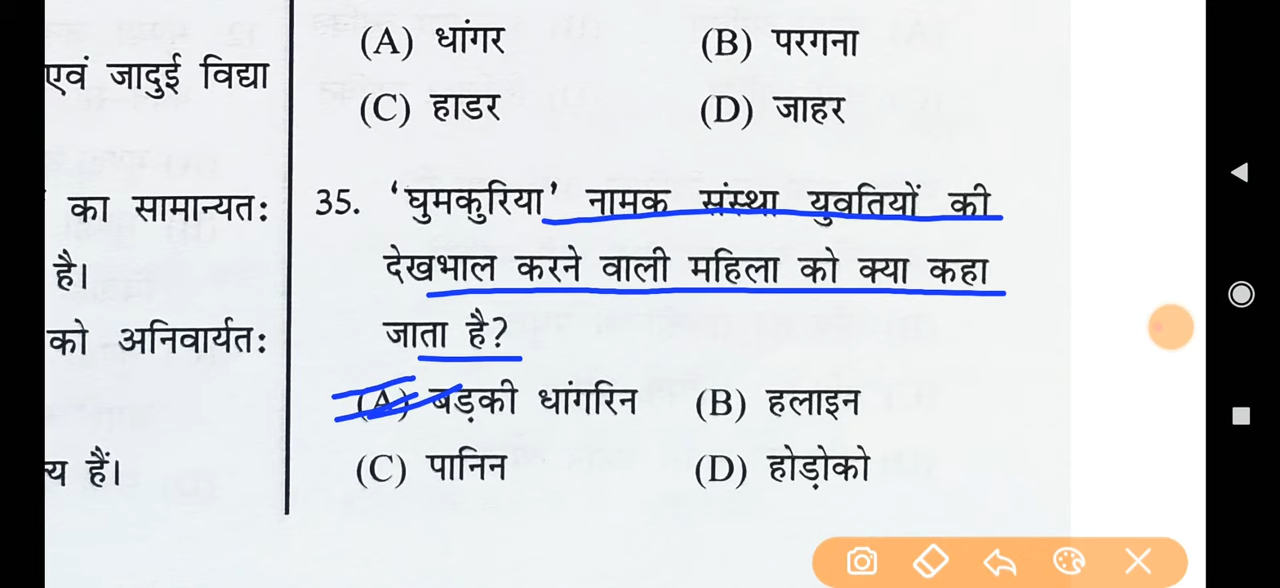 एवं जादुई विद्या
का सामान्यत:
है।
को अनिवार्यत:
य हैं।
(A) धांगर (B) परगना
(C) हाडर (D) जाहर
35. ‘घुमकुरिया’ नामक संस्था युवतियों की
देखभाल करने वाली महिला को क्या कहा
जाता है?
(A) बड़की धांगरिन (B) हलाइन
(C) पानिन (D) होड़ोको